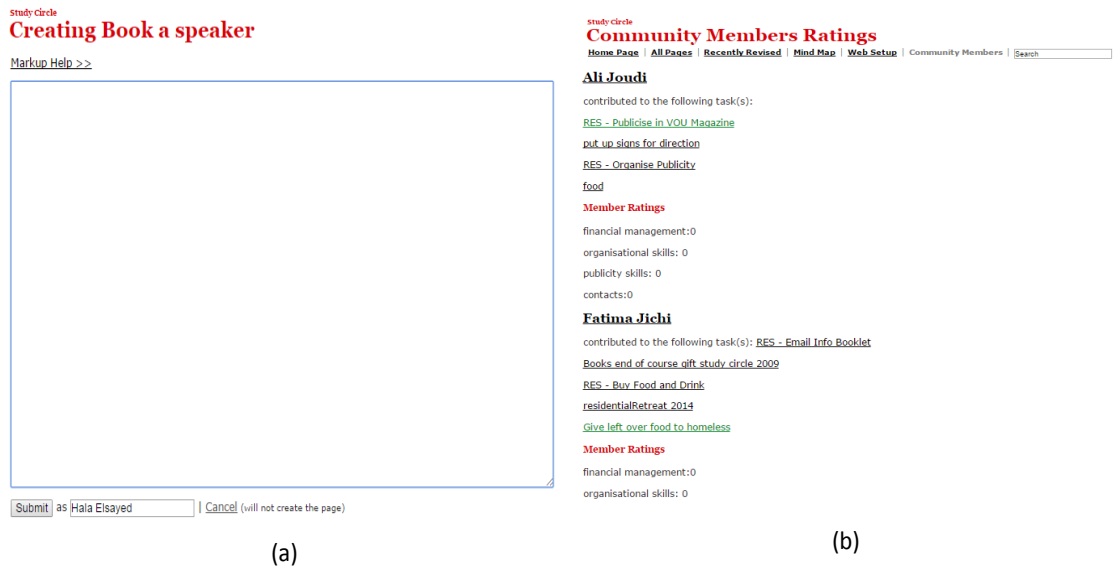 Study Circle
Creating Book a speaker
Markup Help >>
Submit as Hala Elsayed | Cancel (will not create the page)
(a)
Study Circle
Community Members Ratings
Home Page | All Pages | Recently Revised | Mind Map | Web Setup | Community Members | Search
Ali Joudi
contributed to the following task(s):
RES - Publicise in VOU Magazine
put up signs for direction
RES - Organise Publicity
food
Member Ratings
financial management:0
organisational skills: 0
publicity skills: 0
contacts:0
Fatima Jichi
contributed to the following task(s): RES - Email Info Booklet
Books end of course gift study circle 2009
RES - Buy Food and Drink
residentialRetreat 2014
Give left over food to homeless
Member Ratings
financial management:0
organisational skills: 0
(b)